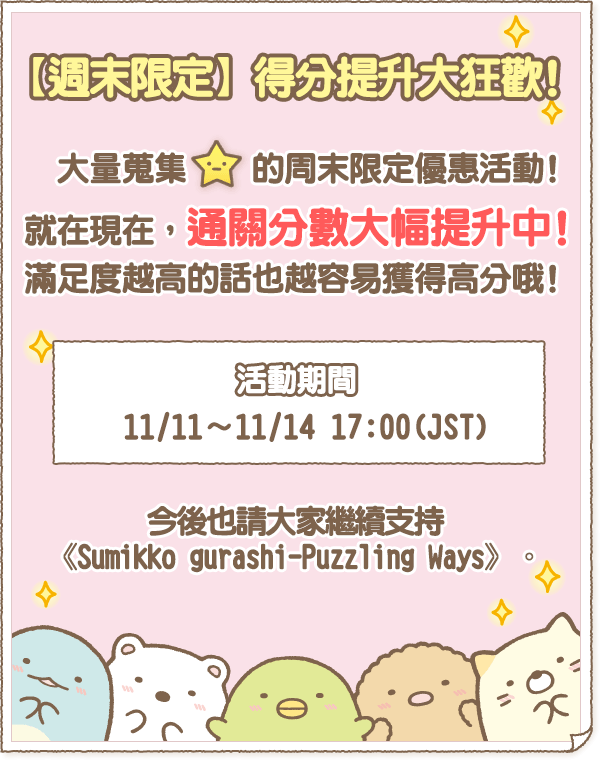 【週末限定】得分提升大狂歡!
大量蒐集 的周末限定優惠活動!
就在現在，通關分數大幅提升中!
滿足度越高的話也越容易獲得高分哦!
活動期間
11/11～11/14 17:00(JST)
今後也請大家繼續支持
《Sumikko gurashi-Puzzling Ways》。